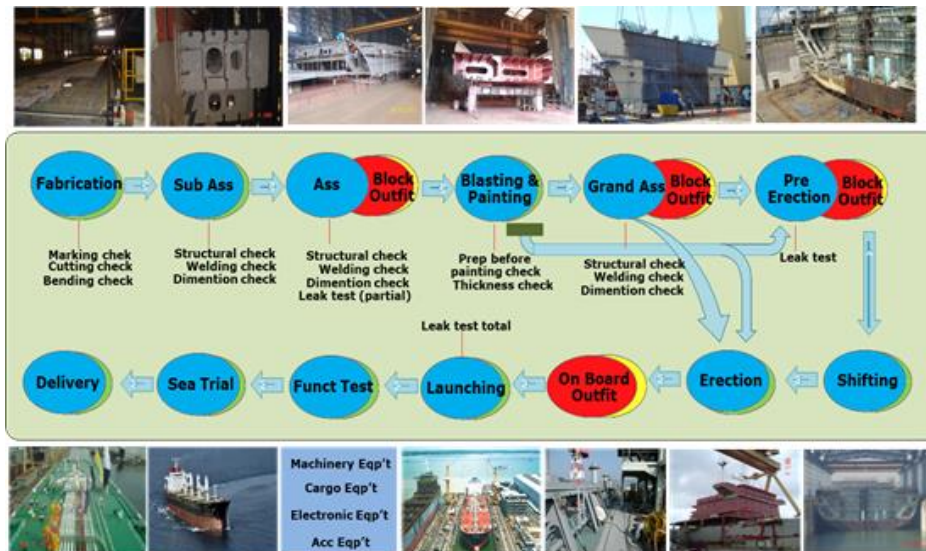 Fabrication
Sub Ass
Ass
Block
Outfit
Blasting &
Painting
Grand Ass
Block
Outfit
Pre
Erection
Block
Outfit
Marking chek
Cutting check
Bending check
Structural check
Welding check
Dimention check
Structural check
Welding check
Dimention check
Leak test (partial)
Prep before
painting check
Thickness check
Structural check
Welding check
Dimention check
Leak test
Leak test total
Delivery
Sea Trial
Funct Test
Launching
On Board
Outfit
Erection
Shifting
Machinery Eqp't
Cargo Eqp't
Electronic Eqp't
Acc Eqp't